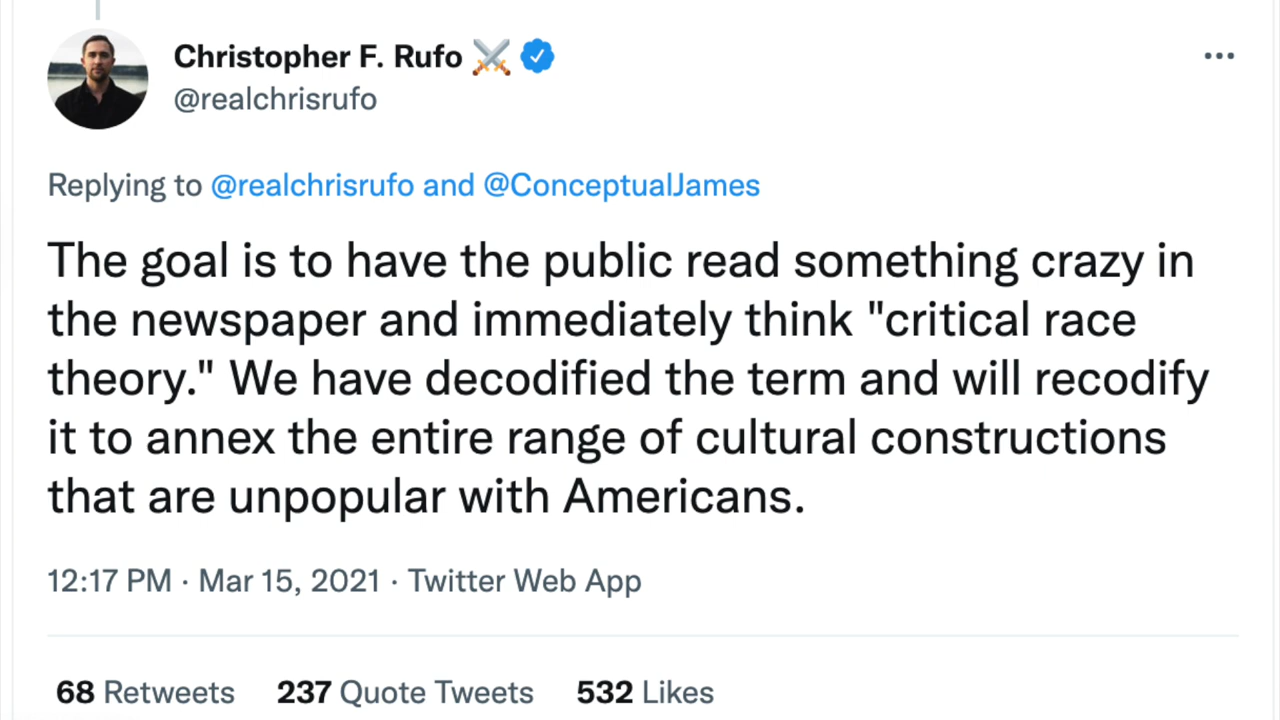 Christopher F. Rufo ⚔️
@realchrisrufo
Replying to @realchrisrufo and @ConceptualJames
The goal is to have the public read something crazy in
the newspaper and immediately think "critical race
theory." We have decodified the term and will recodify
it to annex the entire range of cultural constructions
that are unpopular with Americans.
12:17 PM · Mar 15, 2021 · Twitter Web App
68 Retweets 237 Quote Tweets 532 Likes